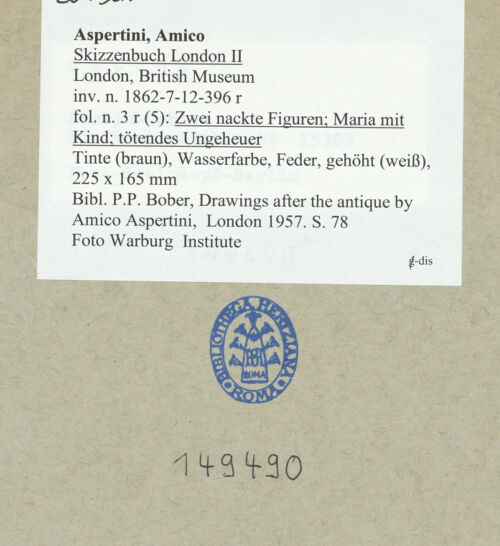 Aspertini, Amico
Skizzenbuch London II
London, British Museum
inv. n. 1862-7-12-396 r
fol. n. 3 r (5): Zwei nackte Figuren; Maria mit
Kind; tötendes Ungeheuer
Tinte (braun), Wasserfarbe, Feder, gehöht (weiß),
225 x 165 mm
Bibl. P.P. Bober, Drawings after the antique by
Amico Aspertini, London 1957. S. 78
Foto Warburg Institute
-dis
BIBLIOTHECA HERTZIANA
ROMA
ROMA
149490